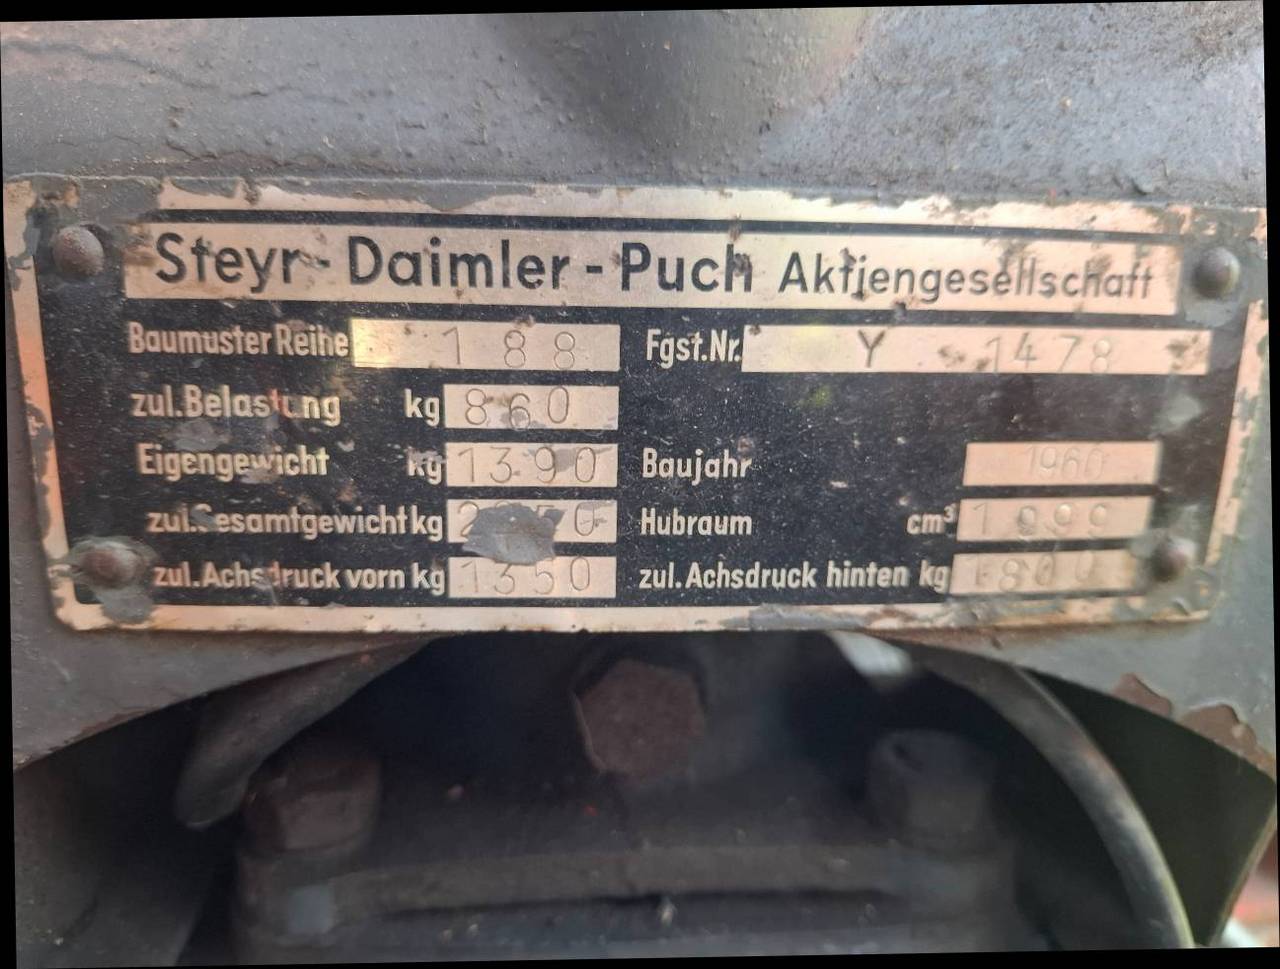 Steyr-Daimler-Puch Aktiengesellschaft
Baumuster Reihe 188 Fgst.Nr. Y 1478
zul.Belastung kg 860
Eigengewicht kg 1390 Baujahr 1960
zul.Gesamtgewicht kg Hubraum cm³ 1999
zul.Achsdruck vorn kg 1350 zul.Achsdruck hinten kg 1800